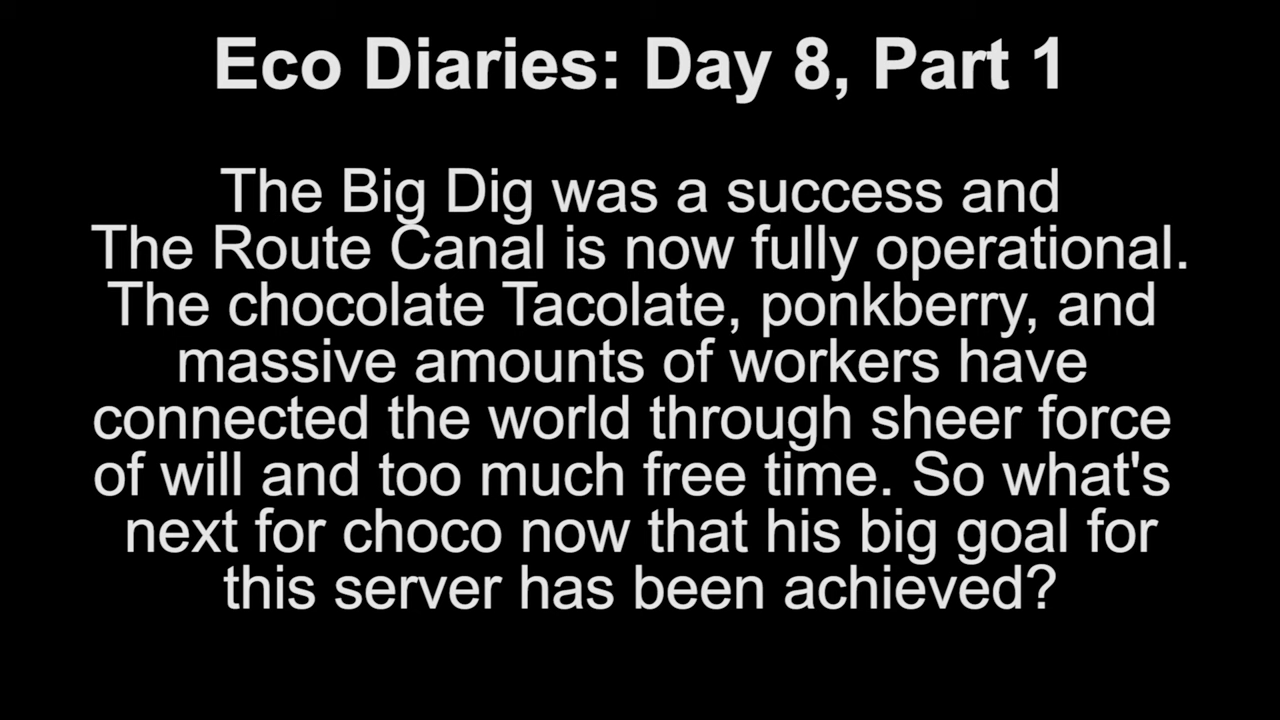 Eco Diaries: Day 8, Part 1
The Big Dig was a success and
The Route Canal is now fully operational.
The chocolate Tacolate, ponkberry, and
massive amounts of workers have
connected the world through sheer force
of will and too much free time. So what's
next for choco now that his big goal for
this server has been achieved?